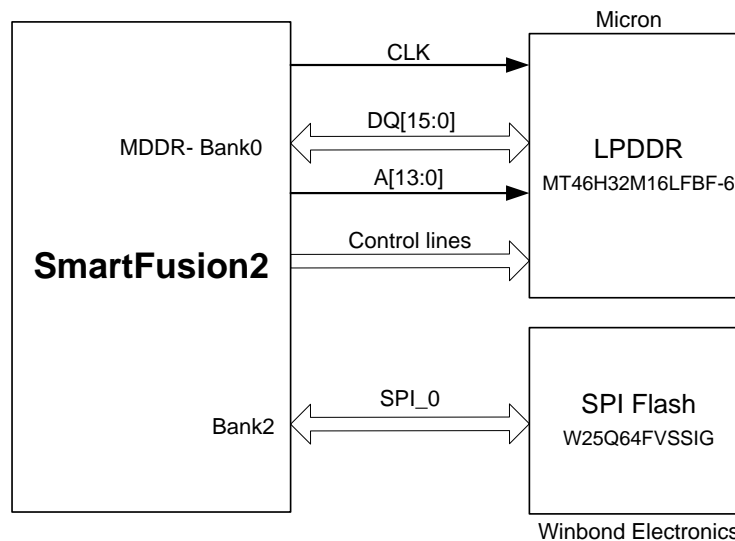 Micron
CLK
DQ[15:0]
MDDR- Bank0
LPDDR
MT46H32M16LFBF-6
A[13:0]
Control lines
SmartFusion2
SPI_0
Bank2
SPI Flash
W25Q64FVSSIG
Winbond Electronics